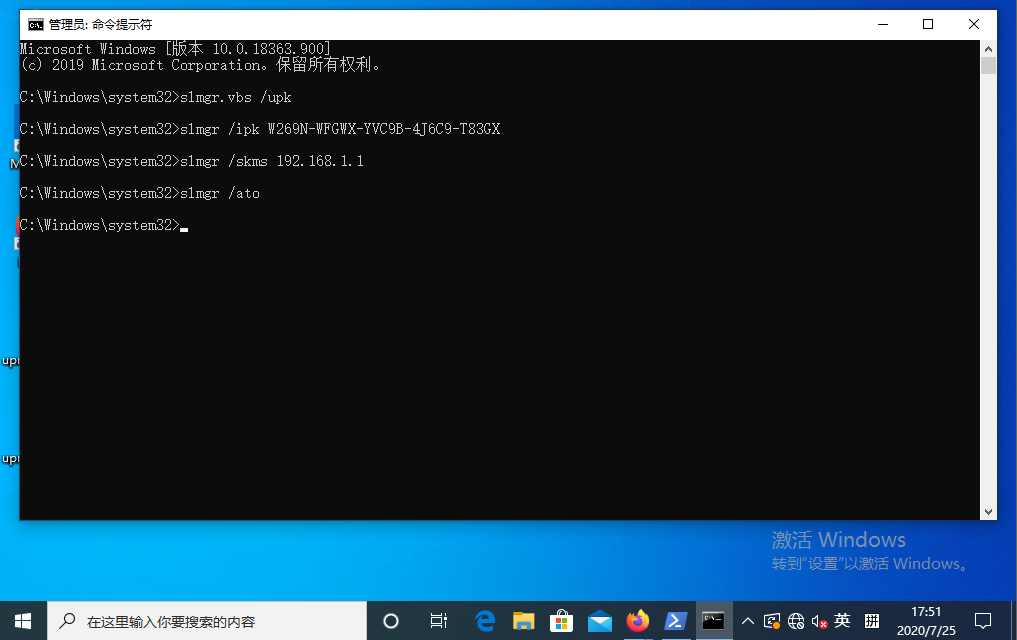 管理员: 命令提示符
Microsoft Windows [版本 10.0.18363.900]
(c) 2019 Microsoft Corporation。保留所有权利。
C:\Windows\system32>slmgr.vbs /upk
C:\Windows\system32>slmgr /ipk W269N-WFGWX-YVC9B-4J6C9-T83GX
C:\Windows\system32>slmgr /skms 192.168.1.1
C:\Windows\system32>slmgr /ato
C:\Windows\system32>
M
upr
upr
激活 Windows
转到"设置"以激活 Windows。
在这里输入你要搜索的内容
英
拼
17:51
2020/7/25